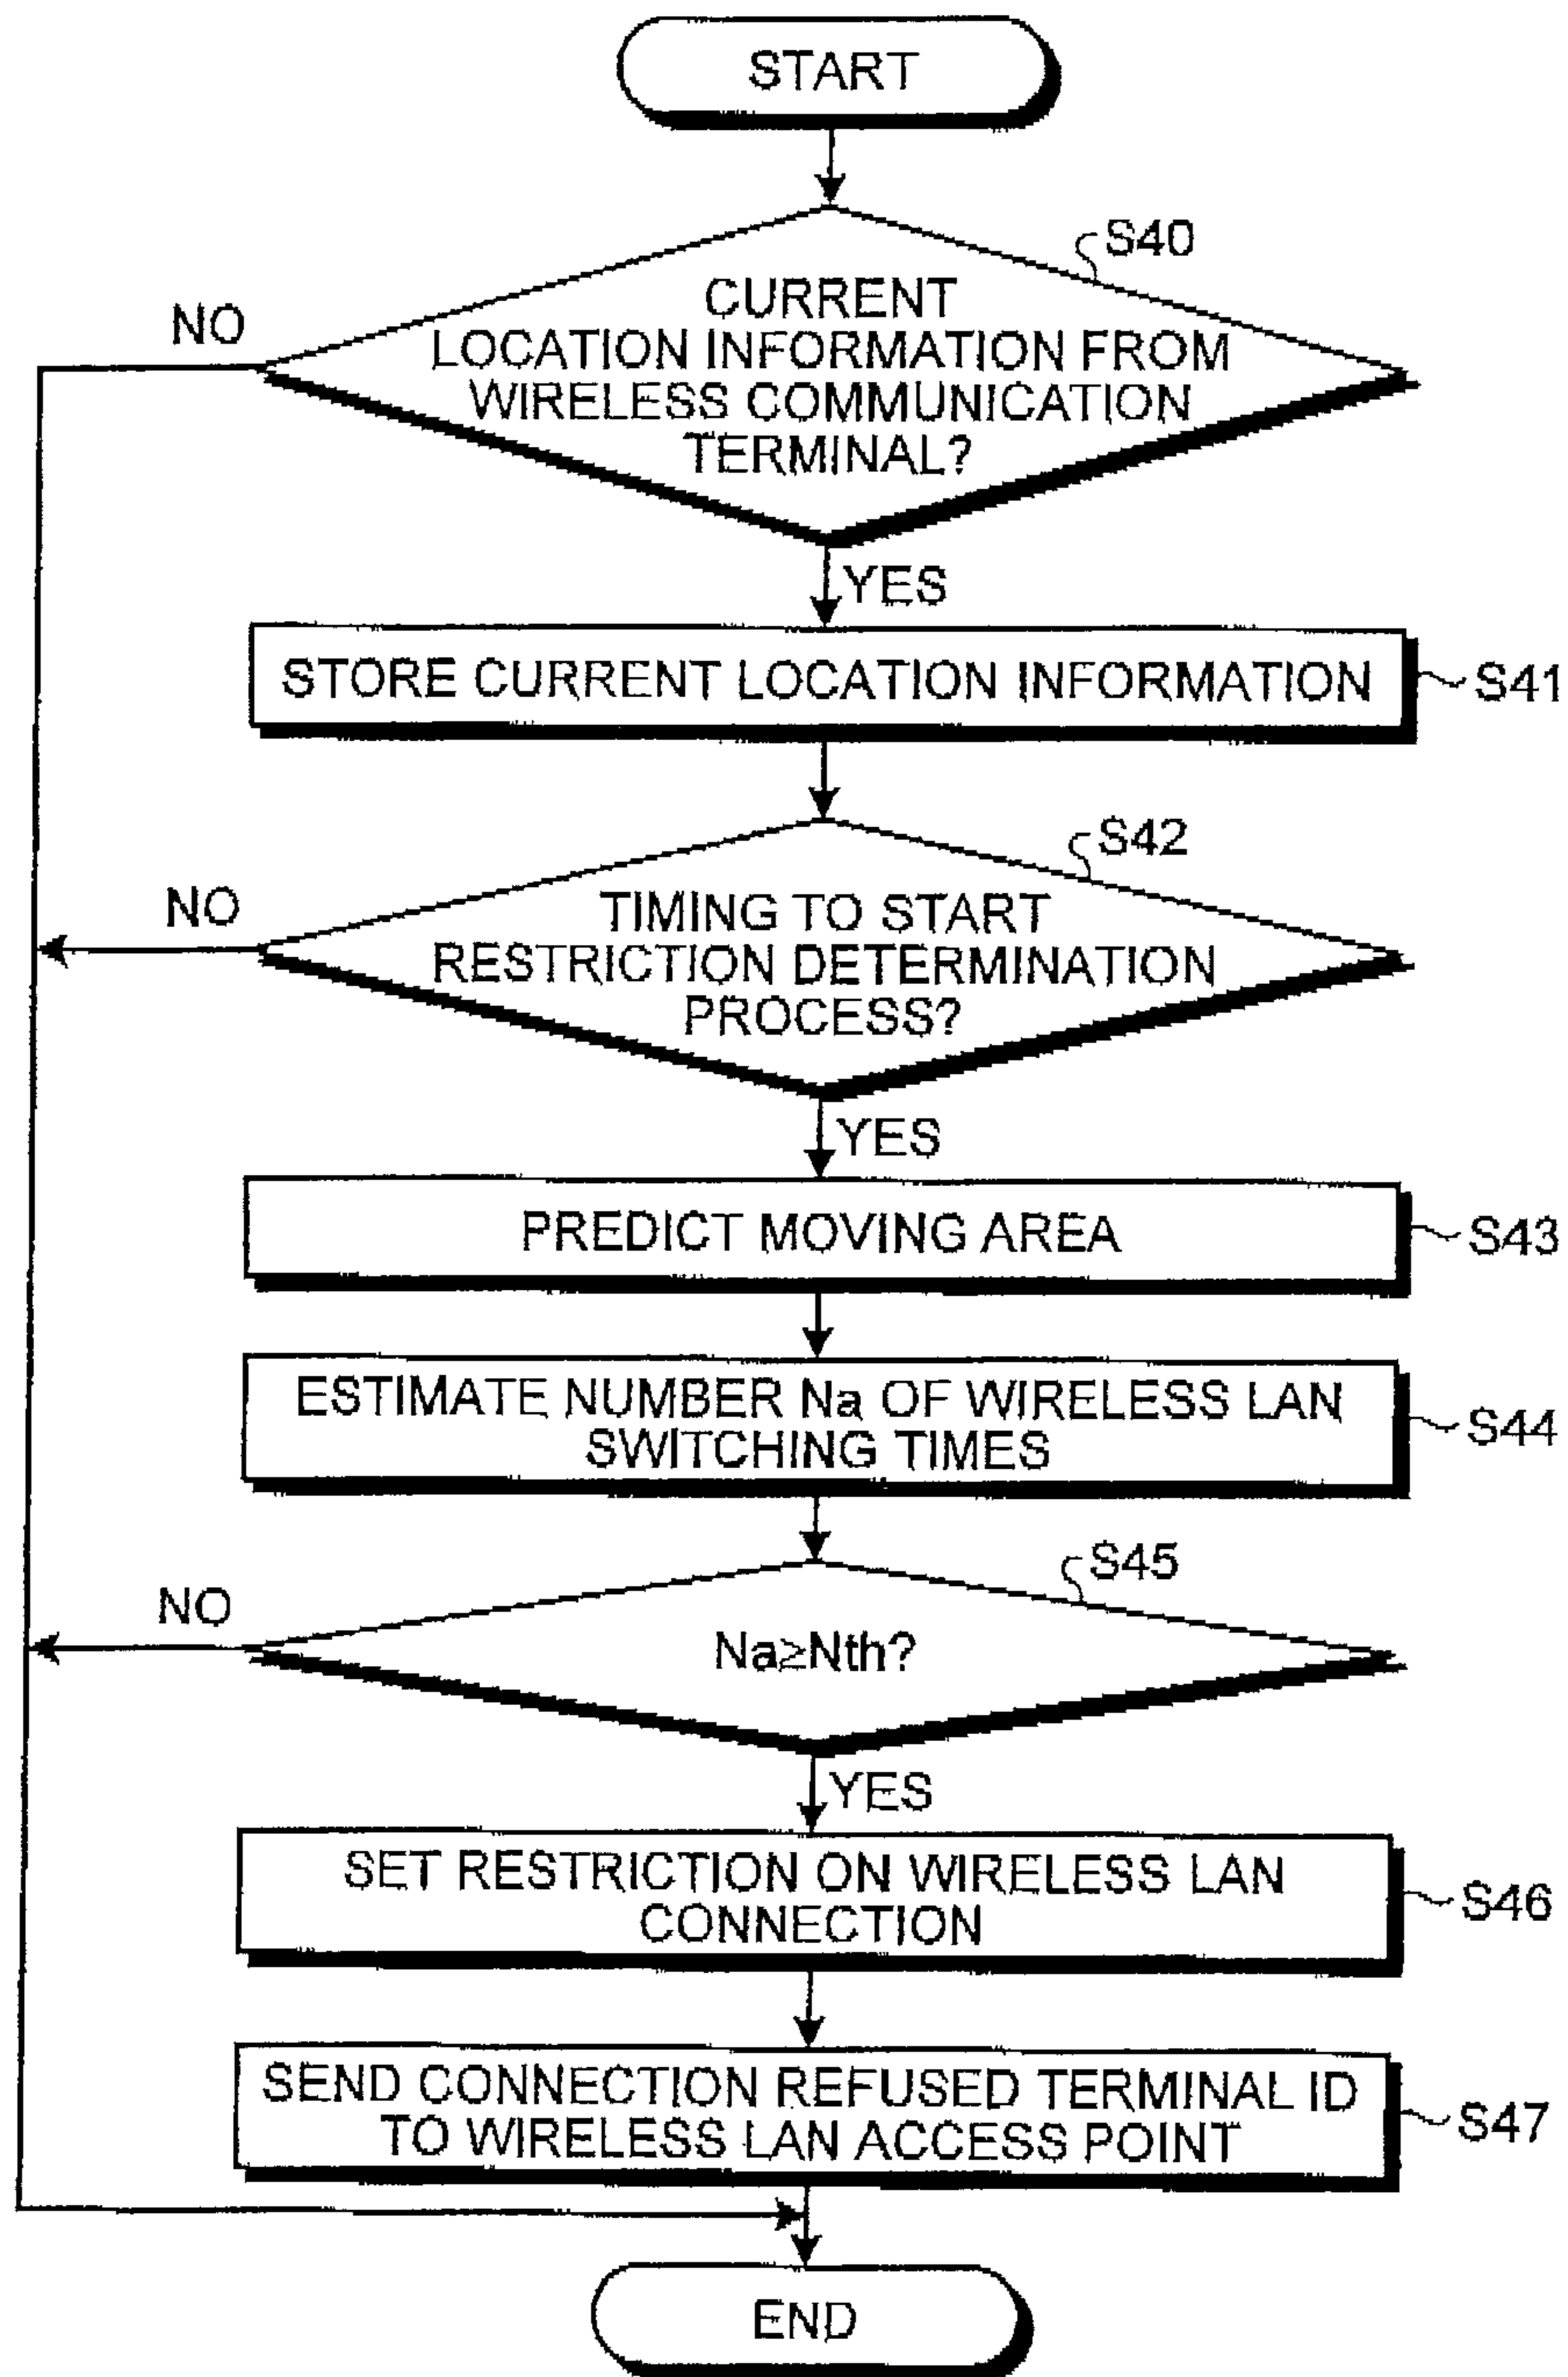 START
S40
NO
CURRENT
LOCATION INFORMATION FROM
WIRELESS COMMUNICATION
TERMINAL?
YES
STORE CURRENT LOCATION INFORMATION
S41
S42
NO
TIMING TO START
RESTRICTION DETERMINATION
PROCESS?
YES
PREDICT MOVING AREA
S43
ESTIMATE NUMBER Na OF WIRELESS LAN
SWITCHING TIMES
S44
S45
NO
Na≥Nth?
YES
SET RESTRICTION ON WIRELESS LAN
CONNECTION
S46
SEND CONNECTION REFUSED TERMINAL ID
TO WIRELESS LAN ACCESS POINT
S47
END